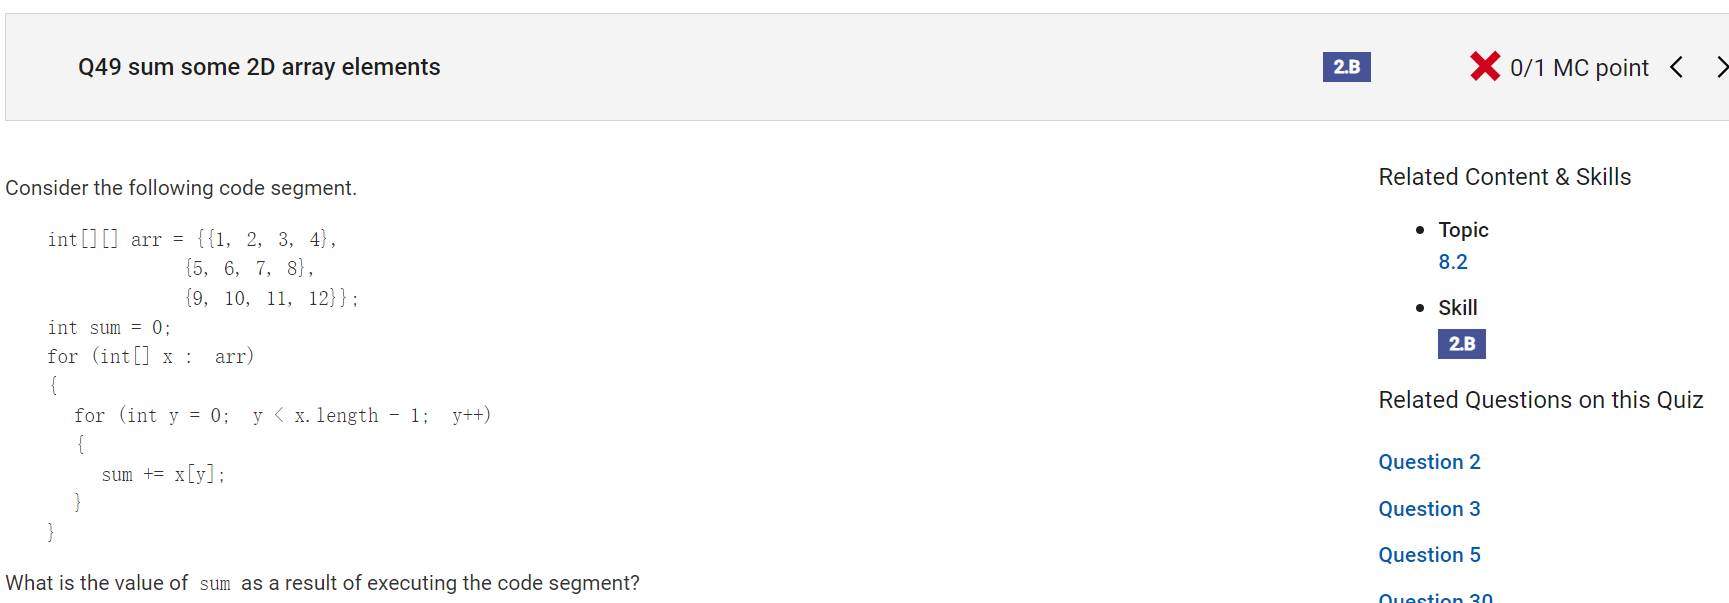 Q49 sum some 2D array elements
2.B
0/1 MC point
Consider the following code segment.
int[][] arr = {{1, 2, 3, 4},
{5, 6, 7, 8},
{9, 10, 11, 12}};
int sum = 0;
for (int[] x : arr)
{
for (int y = 0; y < x.length - 1; y++)
{
sum += x[y];
}
}
What is the value of sum as a result of executing the code segment?
Related Content & Skills
Topic
8.2
Skill
2.B
Related Questions on this Quiz
Question 2
Question 3
Question 5
Question 30